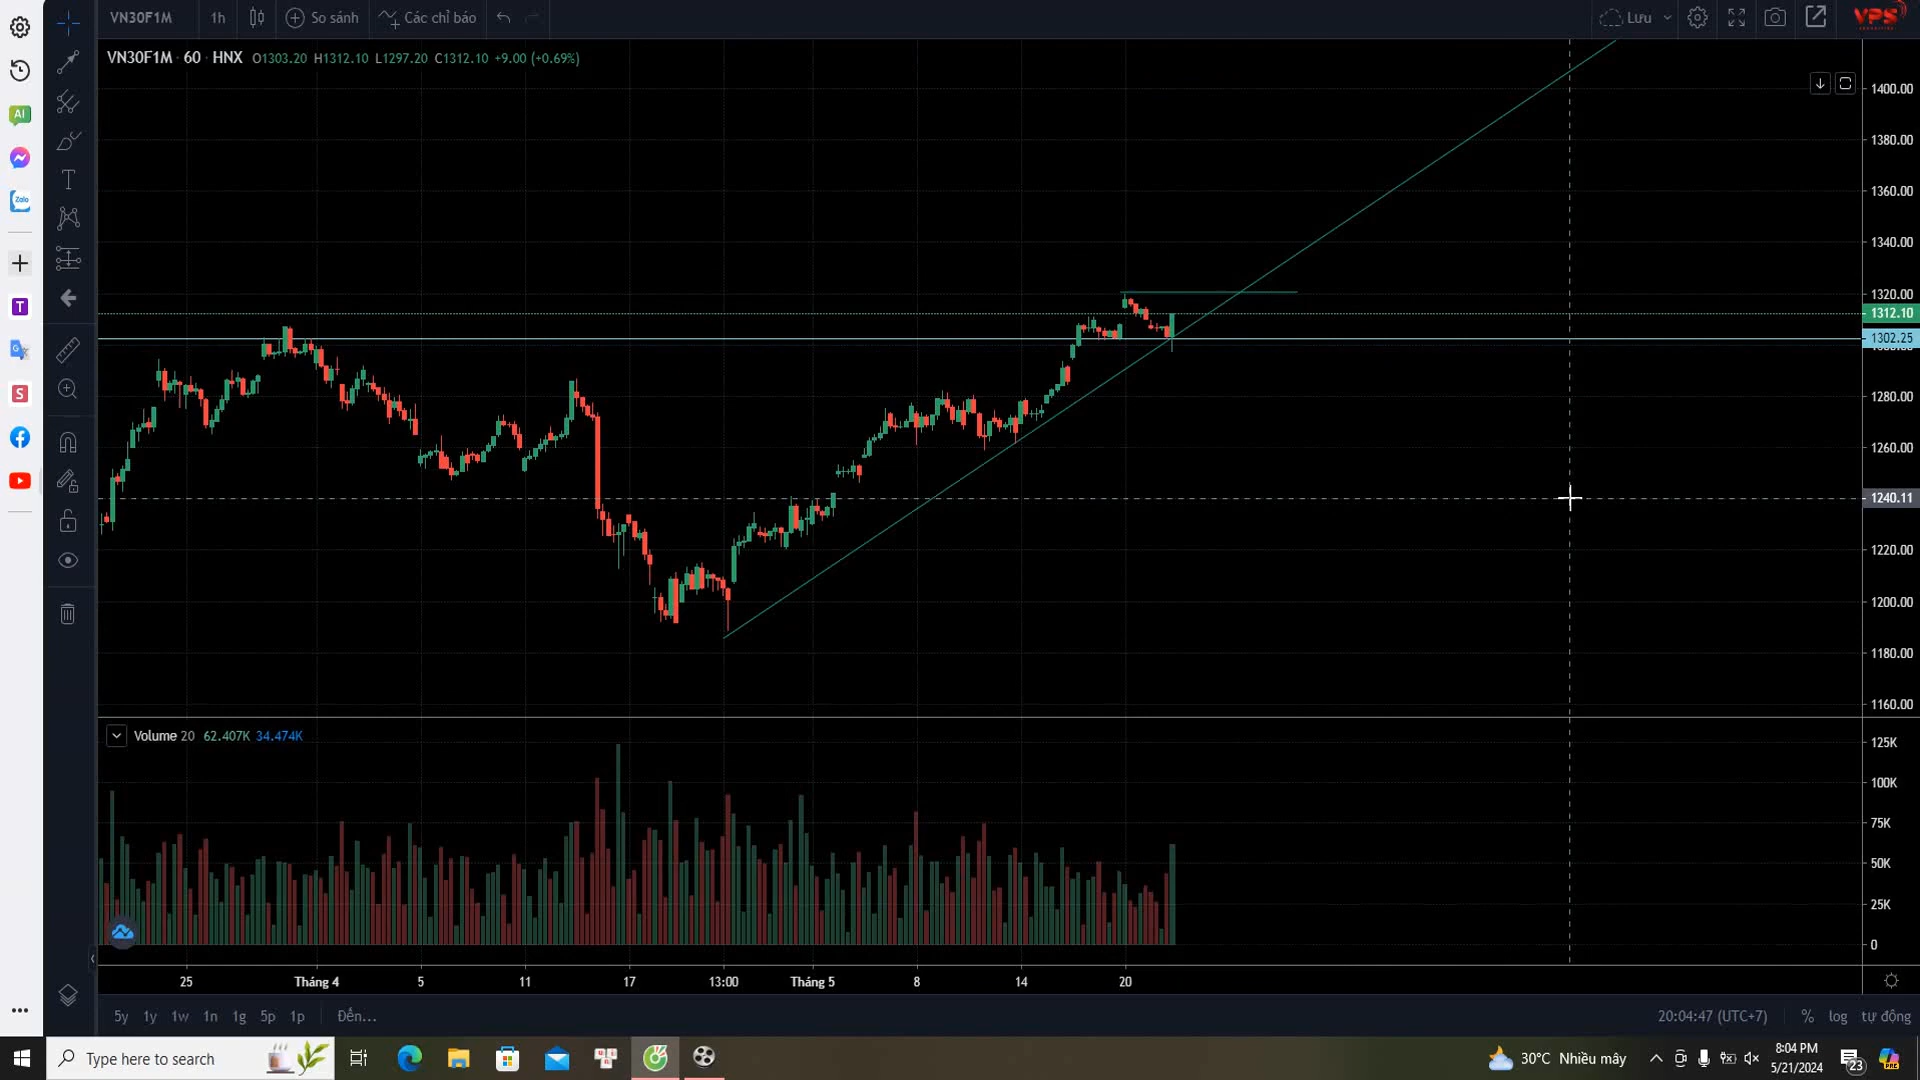 VN30F1M 1h So sánh Các chỉ báo Lưu VPS
VN30F1M · 60 · HNX O1303.20 H1312.10 L1297.20 C1312.10 +9.00 (+0.69%)
AI
Zalo
T
S
1400.00
1380.00
1360.00
1340.00
1320.00
1312.10
1302.25
1280.00
1260.00
1240.11
1220.00
1200.00
1180.00
1160.00
Volume 20 62.407K 34.474K
125K
100K
75K
50K
25K
0
25 Tháng 4 5 11 17 13:00 Tháng 5 8 14 20
5y 1y 1w 1n 1g 5p 1p Đến... 20:04:47 (UTC+7) % log tự động
Type here to search 30°C Nhiều mây 8:04 PM
5/21/2024 23